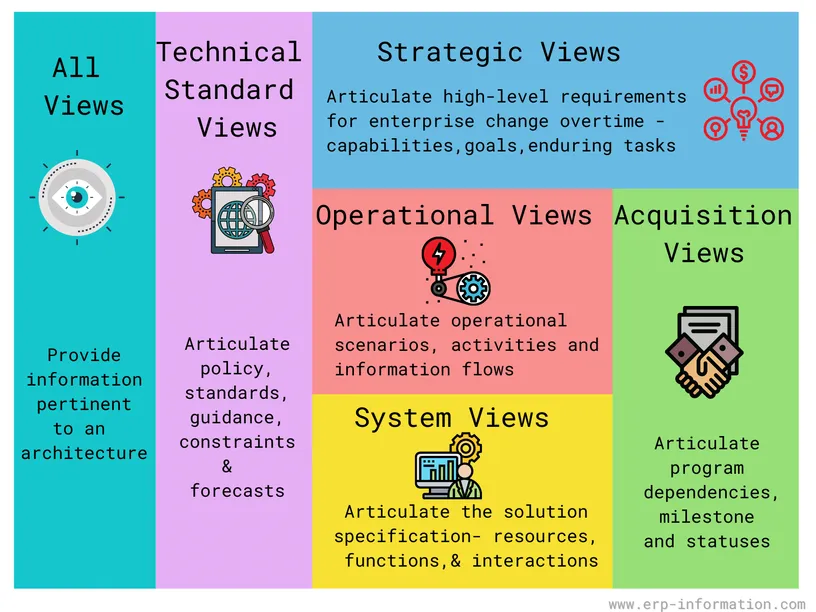 All
Views
Provide
information
pertinent
to an
architecture
Technical
Standard
Views
Articulate
policy,
standards,
guidance,
constraints
&
forecasts
Strategic Views
Articulate high-level requirements
for enterprise change overtime -
capabilities,goals,enduring tasks
Operational Views
Articulate operational
scenarios, activities and
information flows
System Views
Articulate the solution
specification- resources,
functions,& interactions
Acquisition
Views
Articulate
program
dependencies,
milestone
and statuses
www.erp-information.com